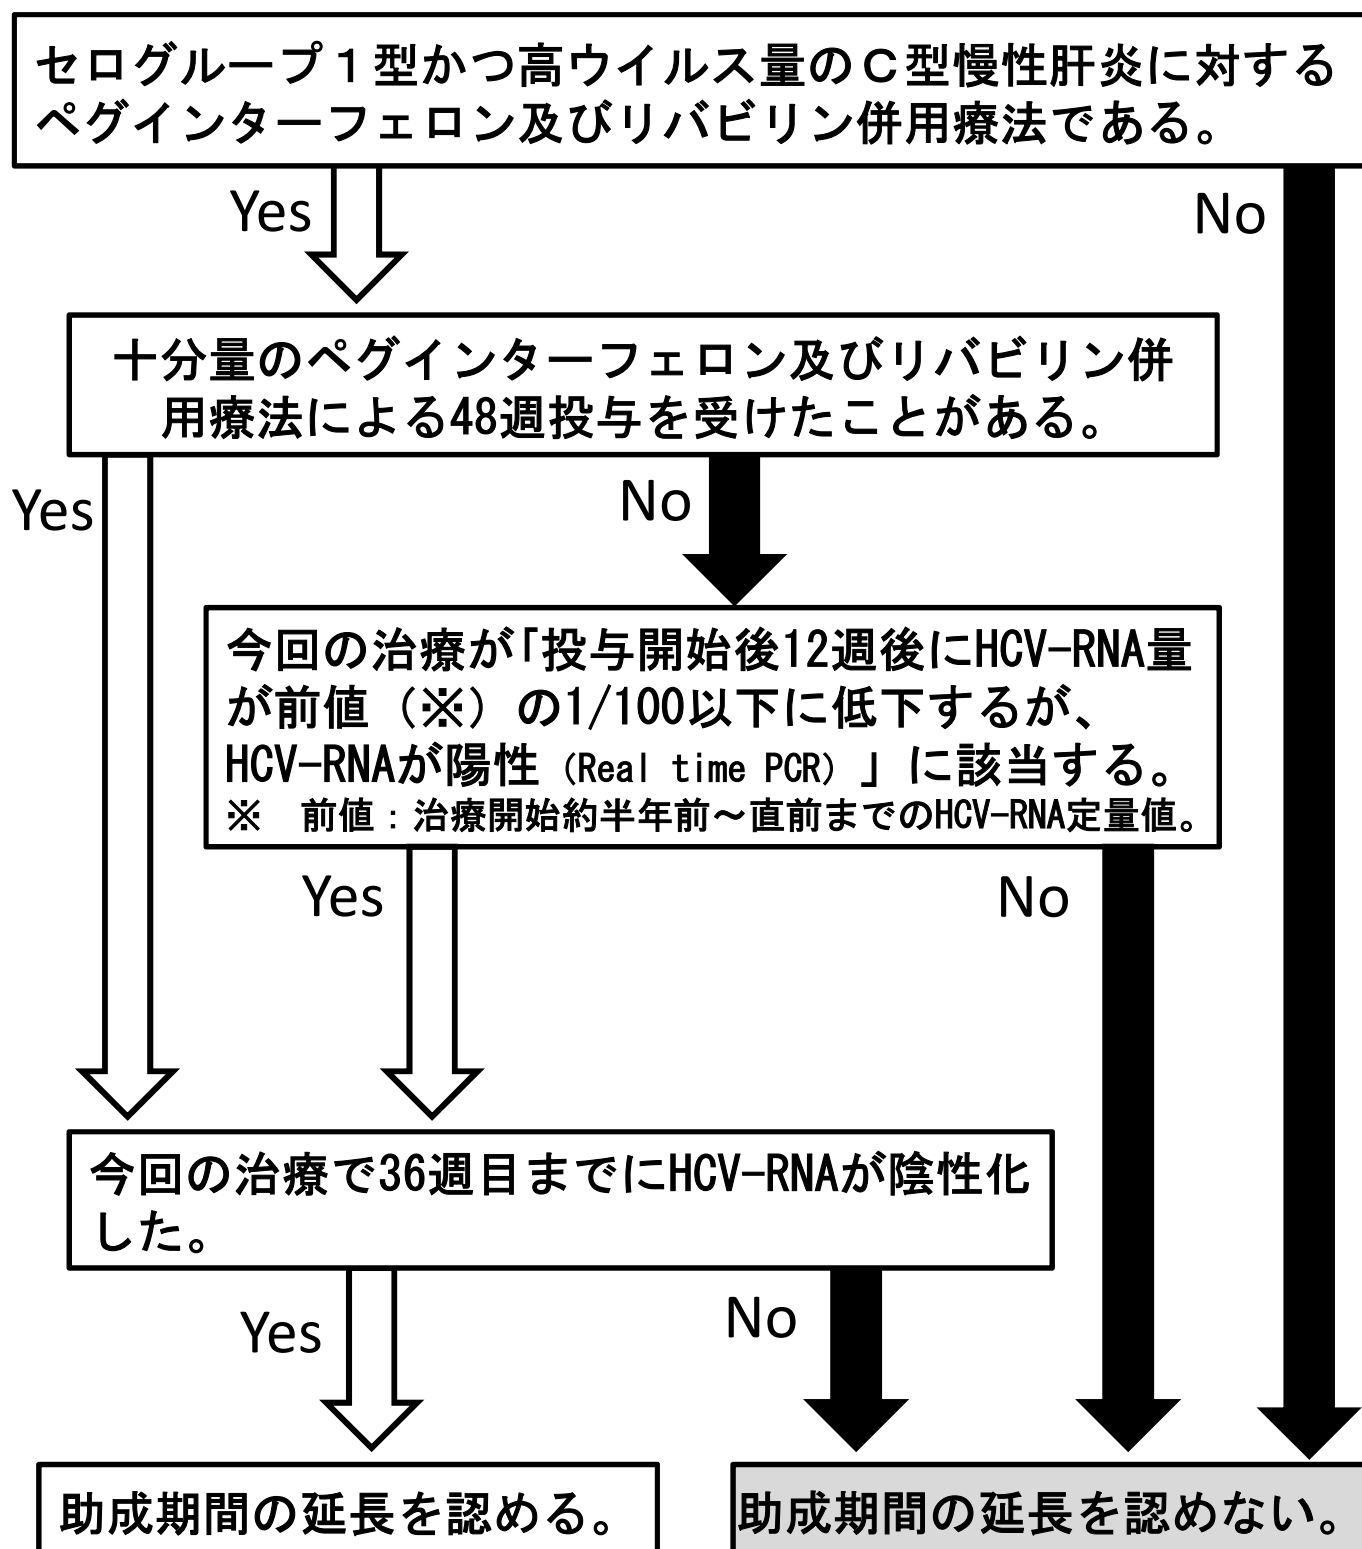 セログループ１型かつ高ウイルス量のＣ型慢性肝炎に対する
ペグインターフェロン及びリバビリン併用療法である。
Yes
No
十分量のペグインターフェロン及びリバビリン併
用療法による48週投与を受けたことがある。
Yes
No
今回の治療が「投与開始後12週後にHCV-RNA量
が前値（※）の1/100以下に低下するが、
HCV-RNAが陽性（Real time PCR）」に該当する。
※　前値：治療開始約半年前～直前までのHCV-RNA定量値。
Yes
No
今回の治療で36週目までにHCV-RNAが陰性化
した。
Yes
No
助成期間の延長を認める。
助成期間の延長を認めない。